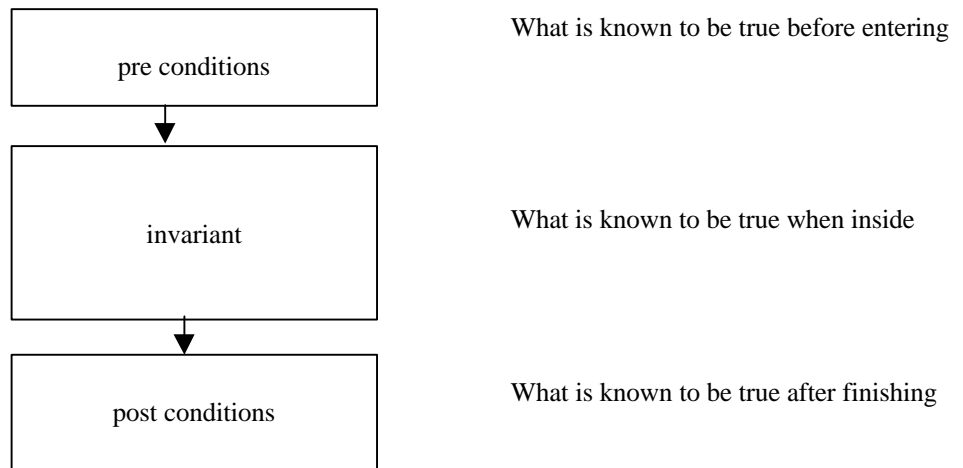 What is known to be true before entering
pre conditions
What is known to be true when inside
invariant
What is known to be true after finishing
post conditions